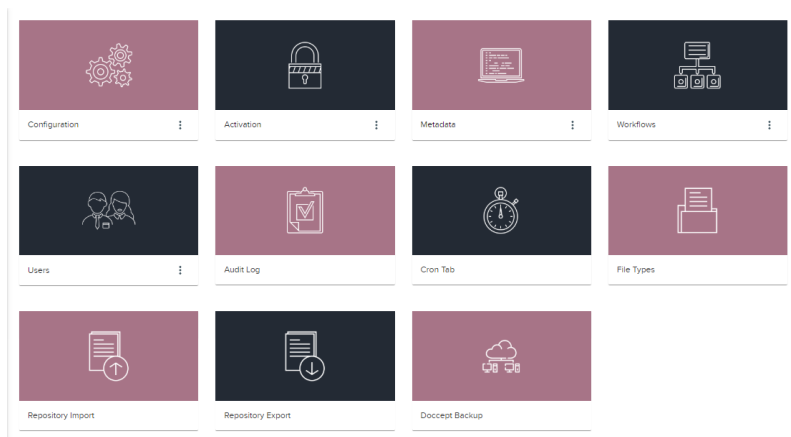 Configuration
Activation
Metadata
Workflows
Users
Audit Log
Cron Tab
File Types
Repository Import
Repository Export
Doccept Backup